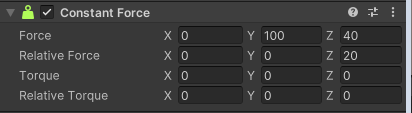 Constant Force
Force X 0 Y 100 Z 40
Relative Force X 0 Y 0 Z 20
Torque X 0 Y 0 Z 0
Relative Torque X 0 Y 0 Z 0